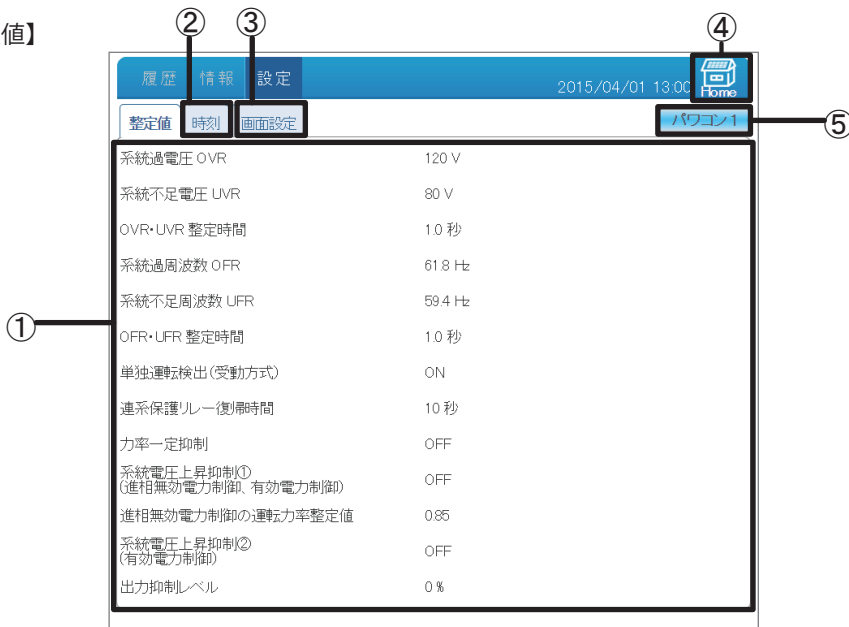 値】
② ③ ④
履歴 情報 設定 2015/04/01 13:00 Home
整定値 時刻 画面設定 パワコン1 ⑤
系統過電圧 OVR 120 V
系統不足電圧 UVR 80 V
OVR・UVR 整定時間 1.0 秒
系統過周波数 OFR 61.8 Hz
系統不足周波数 UFR 59.4 Hz
① OFR・UFR 整定時間 1.0 秒
単独運転検出(受動方式) ON
連系保護リレー復帰時間 10 秒
力率一定抑制 OFF
系統電圧上昇抑制①
(進相無効電力制御、有効電力制御) OFF
進相無効電力制御の運転力率整定値 0.85
系統電圧上昇抑制②
(有効電力制御) OFF
出力抑制レベル 0 %